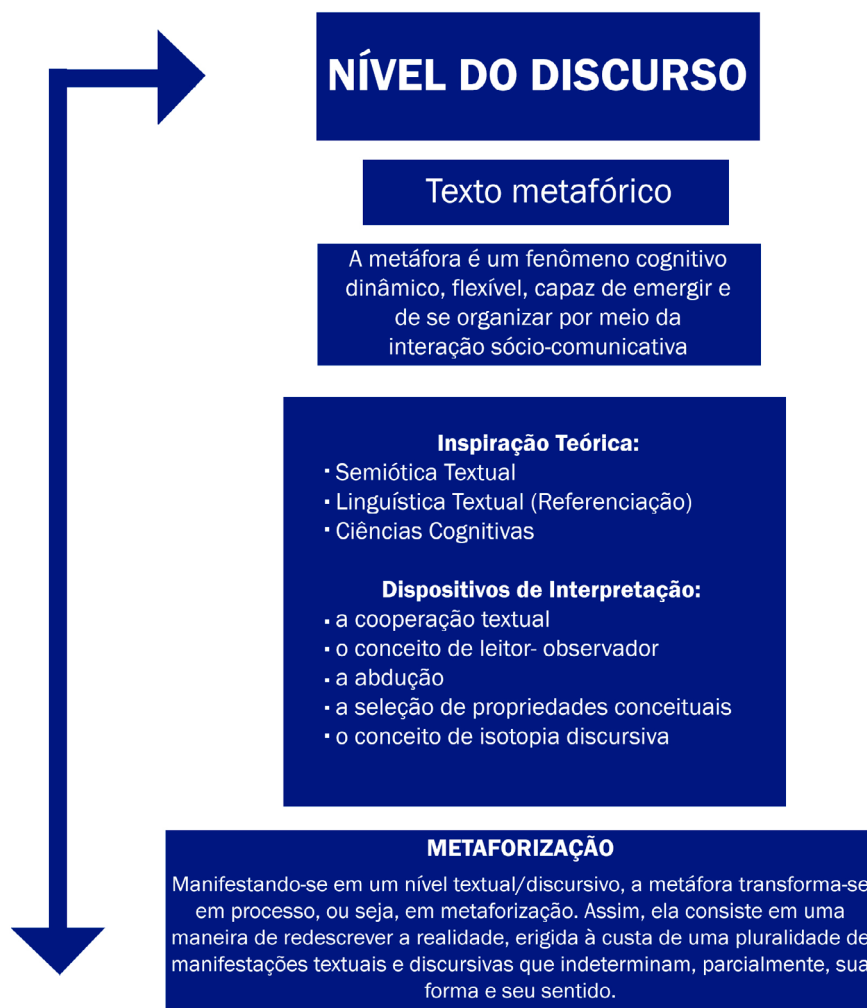 NÍVEL DO DISCURSO
Texto metafórico
A metáfora é um fenômeno cognitivo
dinâmico, flexível, capaz de emergir e
de se organizar por meio da
interação sócio-comunicativa
Inspiração Teórica:
▪ Semiótica Textual
▪ Linguística Textual (Referenciação)
▪ Ciências Cognitivas
Dispositivos de Interpretação:
▪ a cooperação textual
▪ o conceito de leitor- observador
▪ a abdução
▪ a seleção de propriedades conceituais
▪ o conceito de isotopia discursiva
METAFORIZAÇÃO
Manifestando-se em um nível textual/discursivo, a metáfora transforma-se
em processo, ou seja, em metaforização. Assim, ela consiste em uma
maneira de redescrever a realidade, erigida à custa de uma pluralidade de
manifestações textuais e discursivas que indeterminam, parcialmente, sua
forma e seu sentido.